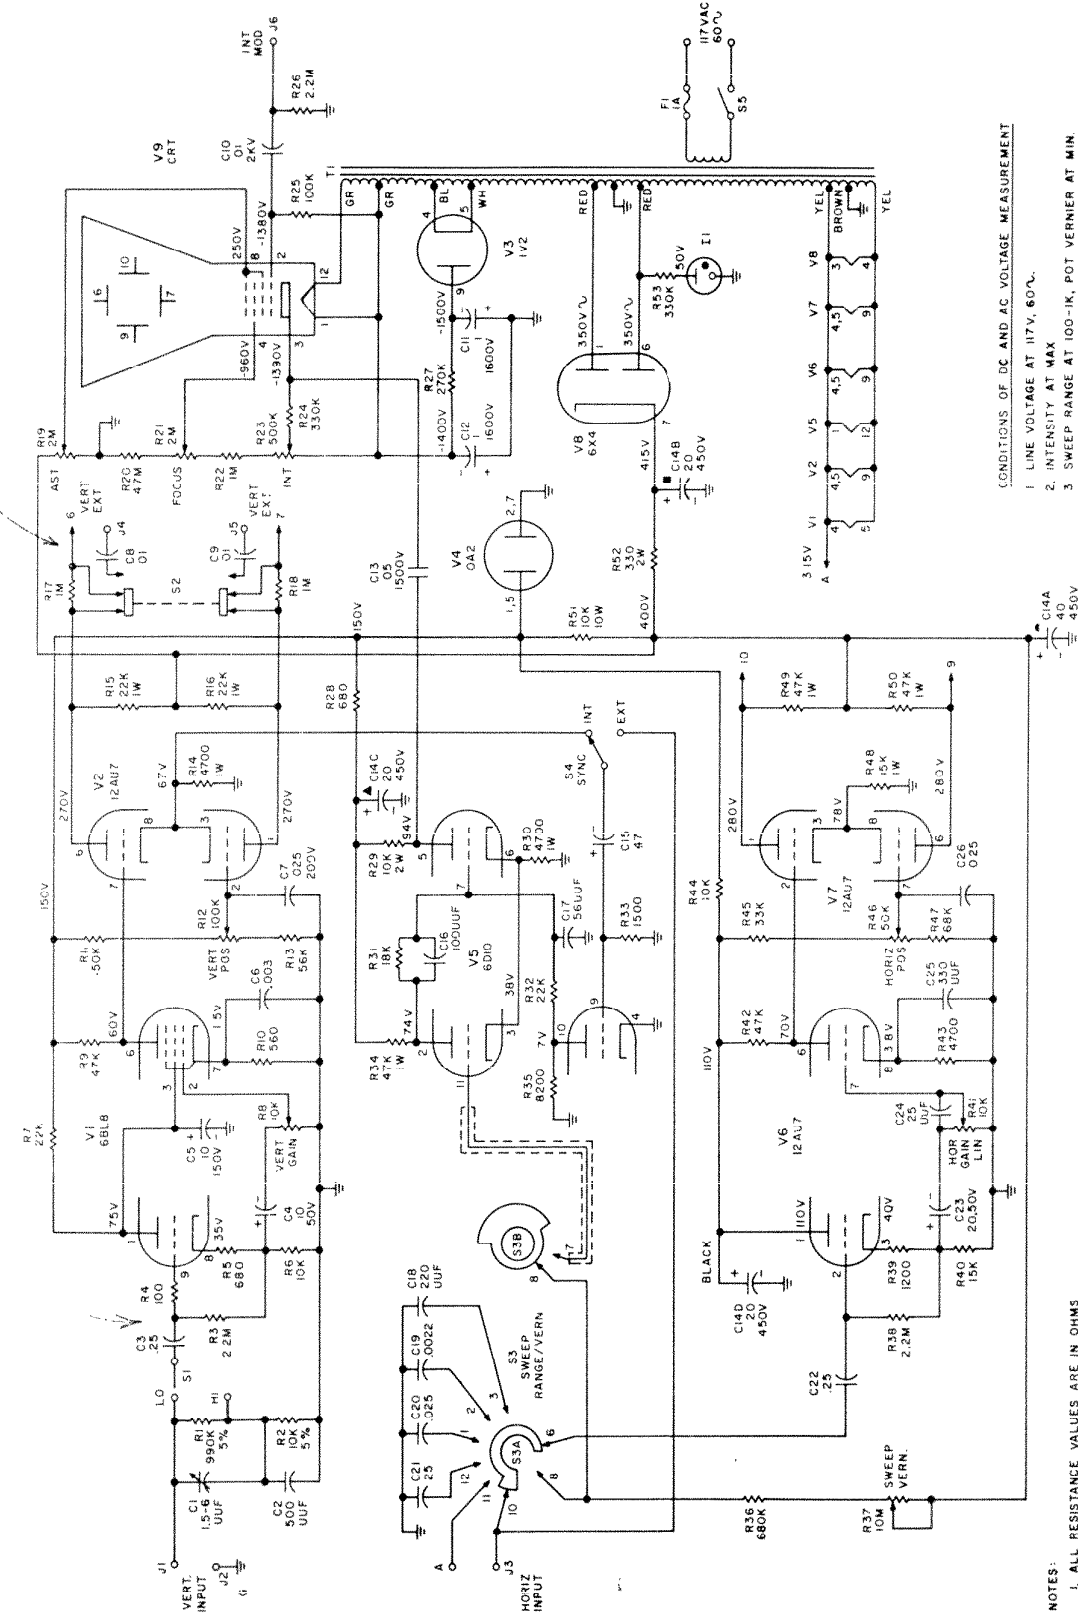 VERT. INPUT
J1
J2
C1
1.5-6
UUF
R1
990K
5%
LO
HI
S1
C2
500
UUF
R2
10K
5%
C3
.25
R3
2.2M
R4
100
R5
680
R6
10K
C4
10
50V
VERT
GAIN
R8
10K
C5
10
150V
V1
6BL8
75V
35V
R7
22K
R9
47K
60V
1.5V
R10
560
C6
.003
150V
VERT
POS
R12
100K
R13
56K
C7
.025
200V
V2
12AU7
270V
270V
67V
R14
4700
1W
R15
22K
1W
R16
22K
1W
R17
1M
R18
1M
S2
VERT
EXT
J4
C8
.01
VERT
EXT
J5
C9
.01
AST
R19
2M
R20
47M
FOCUS
R21
2M
R22
1M
INT
R23
500K
R24
330K
-960V
-1390V
250V
-1380V
V9
CRT
6
10
9
7
INT
MOD
J6
C10
.01
2KV
R25
100K
R26
2.2M
HORIZ
INPUT
J3
A
C21
.25
C20
.025
C19
.0022
C18
220
UUF
S3A
S3B
S3
SWEEP
RANGE/VERN
R34
47K
1W
74V
R31
18K
C16
100UUF
V5
6D10
R29
10K
2W
94V
C14C
20
450V
R28
680
150V
R30
4700
1W
38V
R32
22K
C17
56UUF
R35
8200
7V
R33
1500
C15
.47
S4
SYNC
INT
EXT
C13
.05
1500V
R27
270K
-1400V
-1500V
C12
.1
1600V
C11
.1
1600V
V3
1V2
BL
WH
GR
GR
T1
V4
OA2
1,5
2,7
R51
10K
10W
400V
R52
330
2W
415V
C14B
20
450V
V8
6X4
350V∿
350V∿
RED
RED
R53
330K
50V
I1
F1
1A
S5
117VAC
60∿
R36
680K
R37
10M
SWEEP
VERN.
C22
.25
R38
2.2M
C14D
20
450V
BLACK
110V
110V
40V
R39
1200
R40
15K
C23
20,50V
V6
12AU7
HOR
GAIN
LIN
R41
10K
C24
25
UUF
R42
47K
70V
3.8V
R43
4700
C25
330
UUF
R44
10K
R45
33K
HORIZ
POS
R46
50K
R47
68K
V7
12AU7
C26
.025
280V
280V
78V
R48
15K
1W
R49
47K
1W
R50
47K
1W
C14A
40
450V
3.15V
A
V1
V2
V5
V6
V7
V8
YEL
BROWN
YEL
CONDITIONS OF DC AND AC VOLTAGE MEASUREMENT
1 LINE VOLTAGE AT 117V, 60∿.
2. INTENSITY AT MAX
3 SWEEP RANGE AT 100-1K, POT VERNIER AT MIN.
NOTES:
1. ALL RESISTANCE VALUES ARE IN OHMS